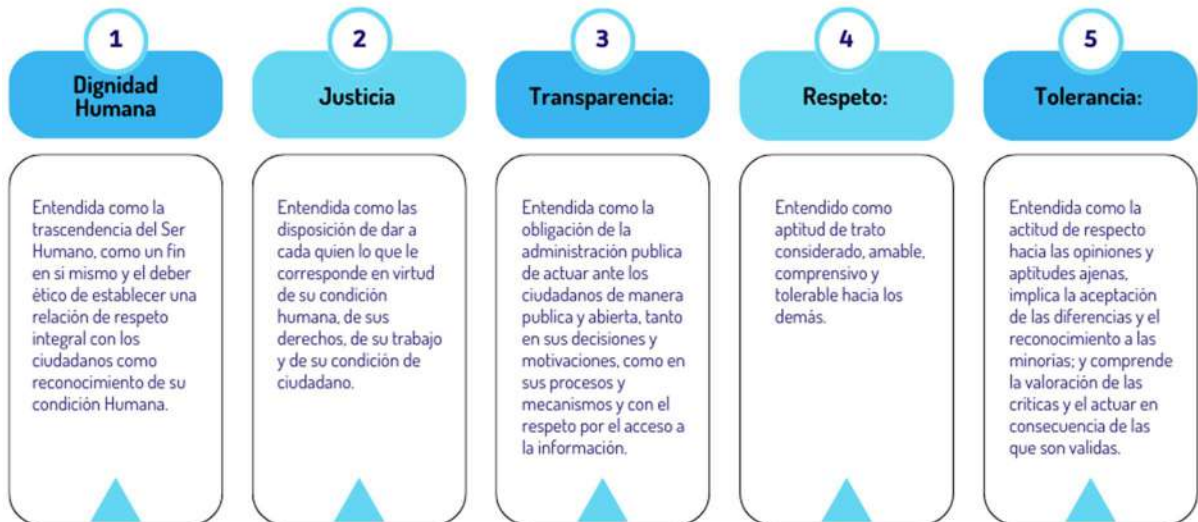 1
Dignidad
Humana
Entendida como la
trascendencia del Ser
Humano, como un fin
en si mismo y el deber
ético de establecer una
relación de respeto
integral con los
ciudadanos como
reconocimiento de su
condición Humana.
2
Justicia
Entendida como las
disposición de dar a
cada quien lo que le
corresponde en virtud
de su condición
humana, de sus
derechos, de su trabajo
y de su condición de
ciudadano.
3
Transparencia:
Entendida como la
obligación de la
administración publica
de actuar ante los
ciudadanos de manera
publica y abierta, tanto
en sus decisiones y
motivaciones, como en
sus procesos y
mecanismos y con el
respeto por el acceso a
la información.
4
Respeto:
Entendido como
aptitud de trato
considerado, amable,
comprensivo y
tolerable hacia los
demás.
5
Tolerancia:
Entendida como la
actitud de respecto
hacia las opiniones y
aptitudes ajenas,
implica la aceptación
de las diferencias y el
reconocimiento a las
minorias; y comprende
la valoración de las
criticas y el actuar en
consecuencia de las
que son validas.